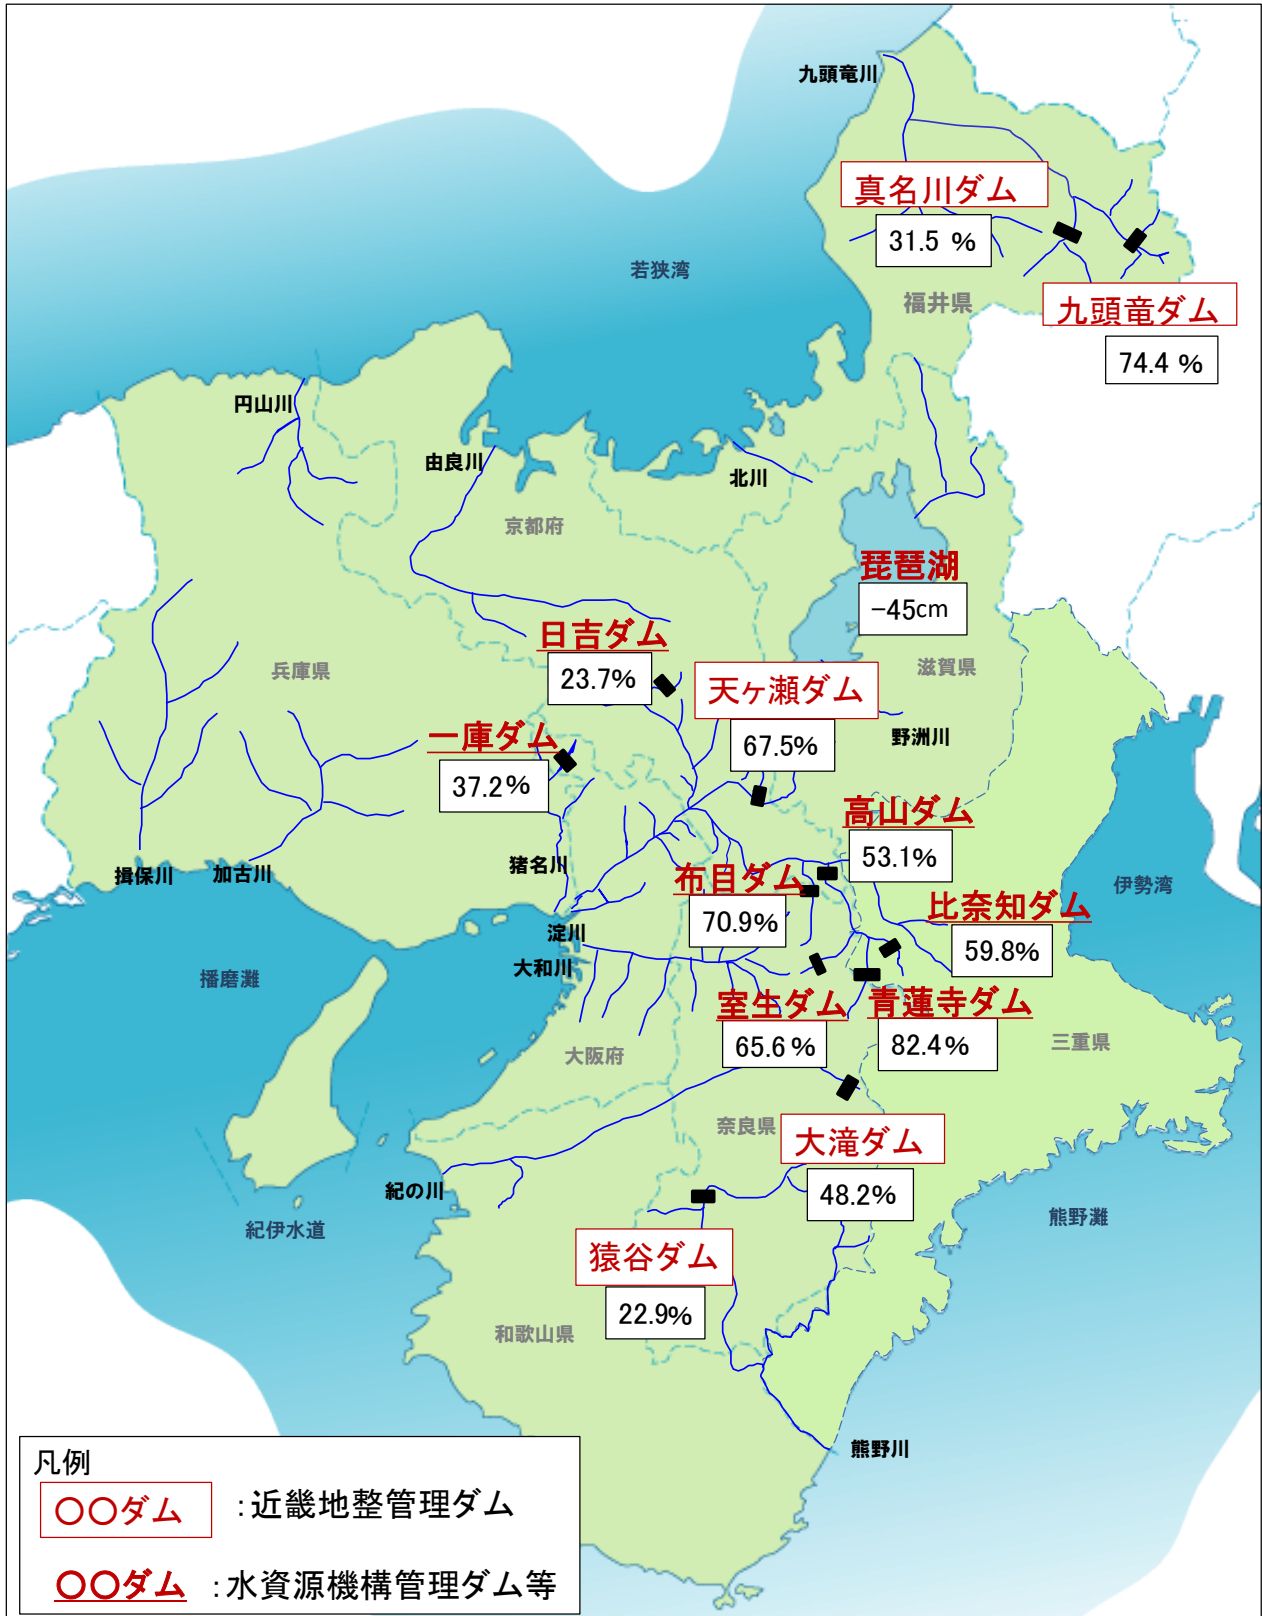 九頭竜川
真名川ダム
31.5 %
福井県
九頭竜ダム
74.4 %
若狭湾
円山川
由良川
北川
京都府
琵琶湖
-45cm
日吉ダム
23.7%
兵庫県
滋賀県
天ヶ瀬ダム
67.5%
野洲川
一庫ダム
37.2%
高山ダム
53.1%
猪名川
揖保川
加古川
布目ダム
70.9%
伊勢湾
比奈知ダム
59.8%
淀川
大和川
播磨灘
室生ダム
65.6%
青蓮寺ダム
82.4%
三重県
大阪府
奈良県
大滝ダム
48.2%
紀の川
紀伊水道
熊野灘
猿谷ダム
22.9%
和歌山県
熊野川
凡例
〇〇ダム :近畿地整管理ダム
〇〇ダム :水資源機構管理ダム等